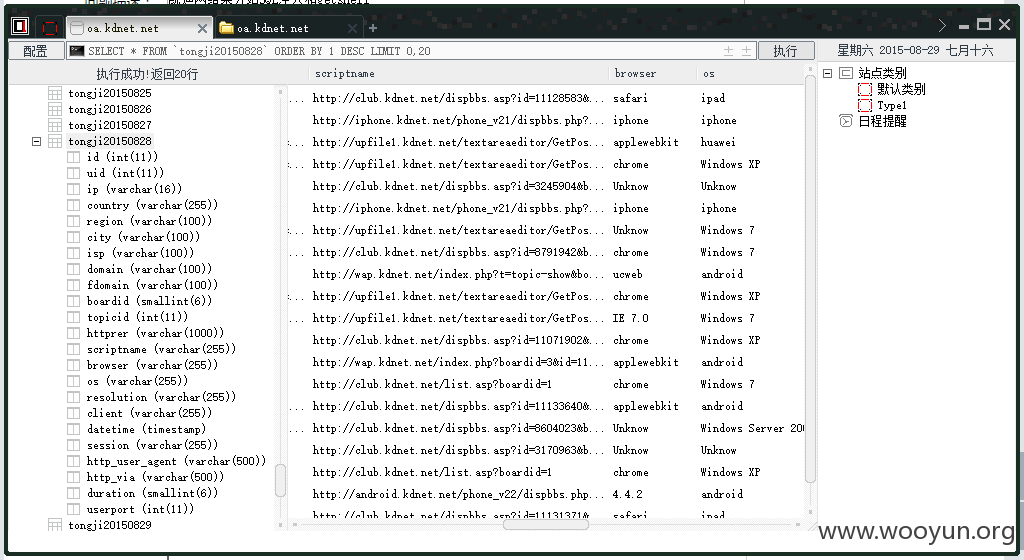 oa.kdnet.net oa.kdnet.net
配置 SELECT * FROM `tongji20150828` ORDER BY 1 DESC LIMIT 0,20 执行 星期六 2015-08-29 七月十六
执行成功!返回20行
tongji20150825
tongji20150826
tongji20150827
tongji20150828
id (int(11))
uid (int(11))
ip (varchar(16))
country (varchar(255))
region (varchar(100))
city (varchar(100))
isp (varchar(100))
domain (varchar(100))
fdomain (varchar(100))
boardid (smallint(6))
topicid (int(11))
httprer (varchar(1000))
scriptname (varchar(255))
browser (varchar(255))
os (varchar(255))
resolution (varchar(255))
client (varchar(255))
datetime (timestamp)
session (varchar(255))
http_user_agent (varchar(500))
http_via (varchar(500))
duration (smallint(6))
userport (int(11))
tongji20150829
scriptname browser os
... http://club.kdnet.net/dispbbs.asp?id=11128583&... safari ipad
http://iphone.kdnet.net/phone_v21/dispbbs.php?... iphone iphone
... http://upfile1.kdnet.net/textareaeditor/GetPos... applewebkit huawei
... http://upfile1.kdnet.net/textareaeditor/GetPos... chrome Windows XP
http://club.kdnet.net/dispbbs.asp?id=3245904&b... Unknow Unknow
http://iphone.kdnet.net/phone_v21/dispbbs.php?... iphone iphone
... http://upfile1.kdnet.net/textareaeditor/GetPos... Unknow Windows 7
... http://club.kdnet.net/dispbbs.asp?id=8791942&b... chrome Windows 7
http://wap.kdnet.net/index.php?t=topic-show&bo... ucweb android
... http://upfile1.kdnet.net/textareaeditor/GetPos... chrome Windows XP
... http://upfile1.kdnet.net/textareaeditor/GetPos... IE 7.0 Windows 7
... http://club.kdnet.net/dispbbs.asp?id=11071902&... chrome Windows XP
... http://wap.kdnet.net/index.php?boardid=3&id=11... applewebkit android
http://club.kdnet.net/list.asp?boardid=1 chrome Windows 7
... http://club.kdnet.net/dispbbs.asp?id=11133640&... applewebkit android
... http://club.kdnet.net/dispbbs.asp?id=8604023&b... Unknow Windows Server 200
http://club.kdnet.net/dispbbs.asp?id=3170963&b... Unknow Unknow
http://club.kdnet.net/list.asp?boardid=1 chrome Windows XP
http://android.kdnet.net/phone_v22/dispbbs.php... 4.4.2 android
... http://club.kdnet.net/dispbbs.asp?id=11131371&... safari ipad
站点类别
默认类别
Type1
日程提醒
www.wooyun.org